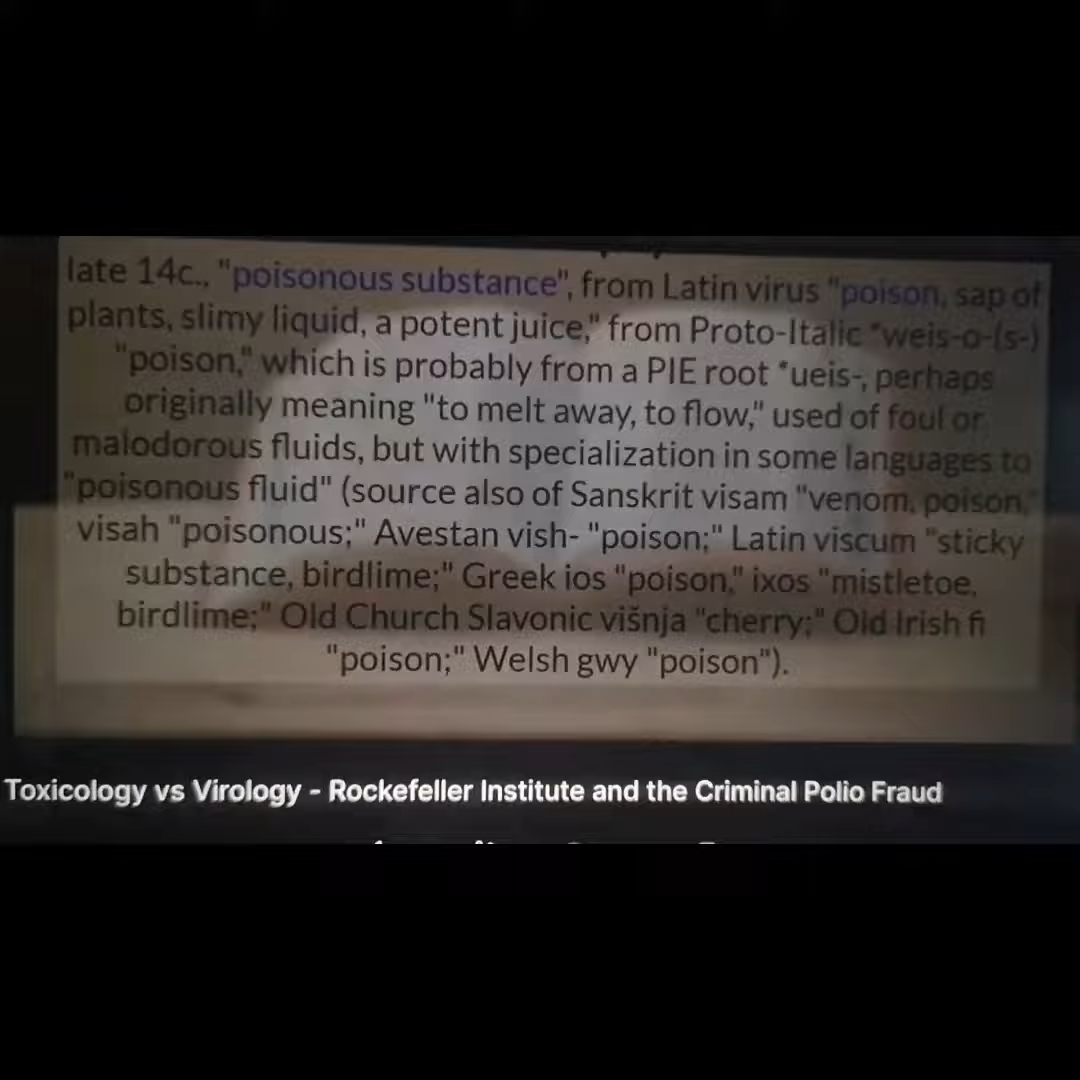 late 14c., "poisonous substance", from Latin virus "poison, sap of
plants, slimy liquid, a potent juice," from Proto-Italic *weis-o-(s-)
"poison," which is probably from a PIE root *ueis-, perhaps
originally meaning "to melt away, to flow," used of foul or
malodorous fluids, but with specialization in some languages to
"poisonous fluid" (source also of Sanskrit visam "venom, poison,"
visah "poisonous;" Avestan vish- "poison;" Latin viscum "sticky
substance, birdlime;" Greek ios "poison," ixos "mistletoe,
birdlime;" Old Church Slavonic višnja "cherry;" Old Irish fi
"poison;" Welsh gwy "poison").
Toxicology vs Virology - Rockefeller Institute and the Criminal Polio Fraud